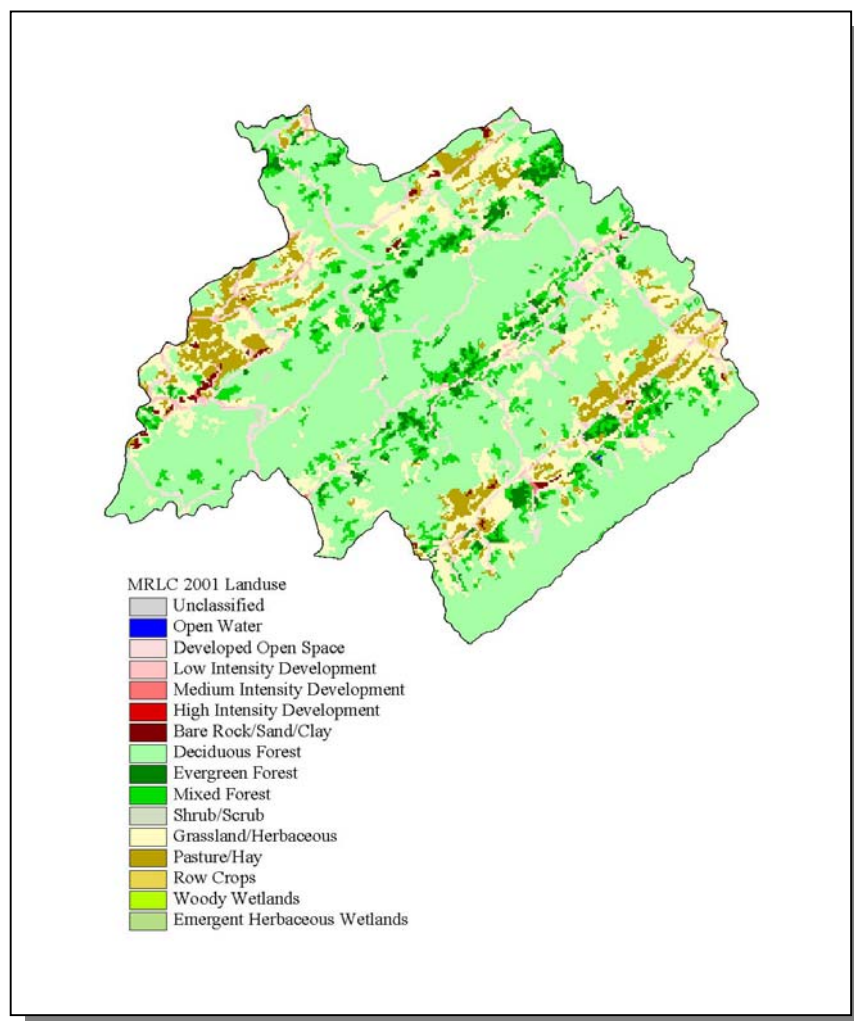 MRLC 2001 Landuse
Unclassified
Open Water
Developed Open Space
Low Intensity Development
Medium Intensity Development
High Intensity Development
Bare Rock/Sand/Clay
Deciduous Forest
Evergreen Forest
Mixed Forest
Shrub/Scrub
Grassland/Herbaceous
Pasture/Hay
Row Crops
Woody Wetlands
Emergent Herbaceous Wetlands